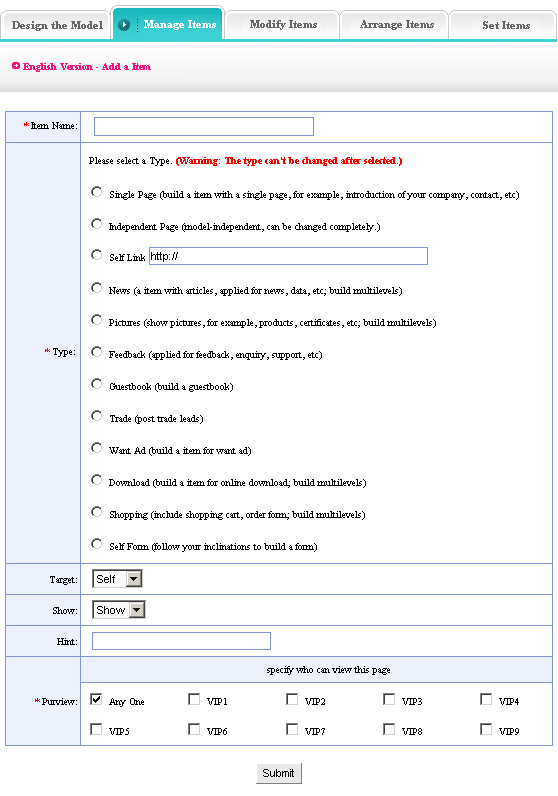 Design the Model Manage Items Modify Items Arrange Items Set Items
English Version - Add a Item
*Item Name:
Please select a Type. (Warning: The type can't be changed after selected.)
Single Page (build a item with a single page, for example, introduction of your company, contact, etc)
Independent Page (model-independent, can be changed completely.)
Self Link http://
News (a item with articles, applied for news, data, etc; build multilevels)
Pictures (show pictures, for example, products, certificates, etc; build multilevels)
* Type:
Feedback (applied for feedback, enquiry, support, etc)
Guestbook (build a guestbook)
Trade (post trade leads)
Want Ad (build a item for want ad)
Download (build a item for online download; build multilevels)
Shopping (include shopping cart, order form; build multilevels)
Self Form (follow your inclinations to build a form)
Target: Self
Show: Show
Hint:
specify who can view this page
*Purview: Any One VIP1 VIP2 VIP3 VIP4
VIP5 VIP6 VIP7 VIP8 VIP9
Submit